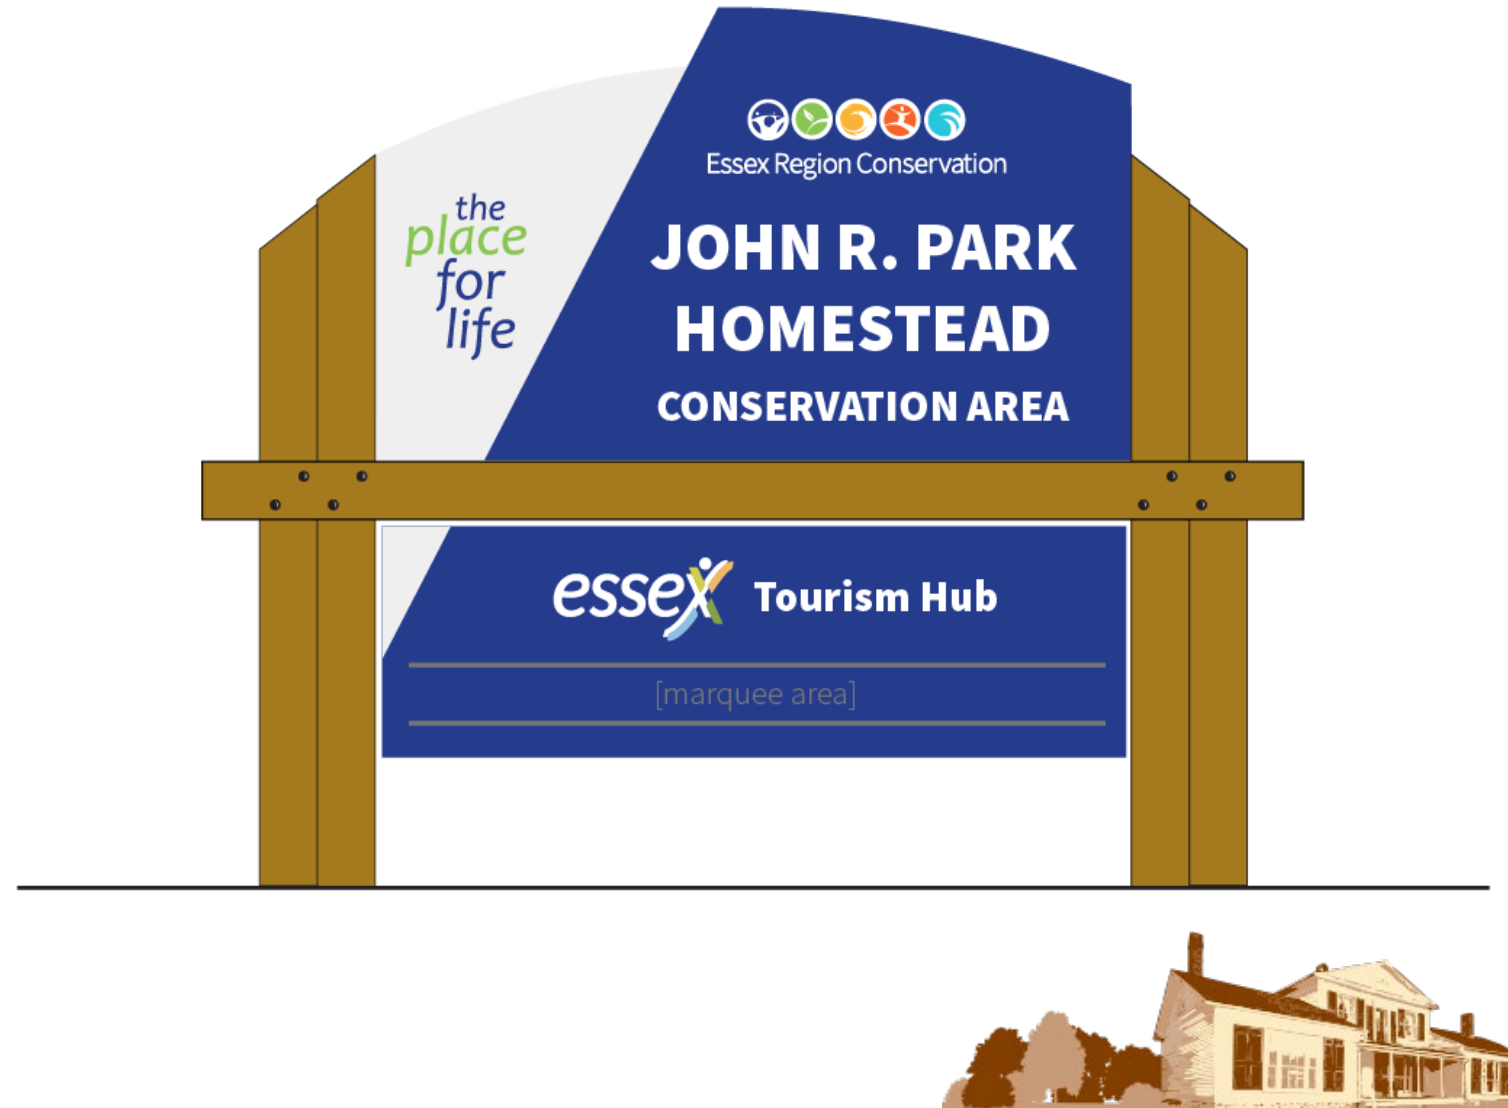 Essex Region Conservation
the
place
for
life
JOHN R. PARK
HOMESTEAD
CONSERVATION AREA
essex Tourism Hub
[marquee area]